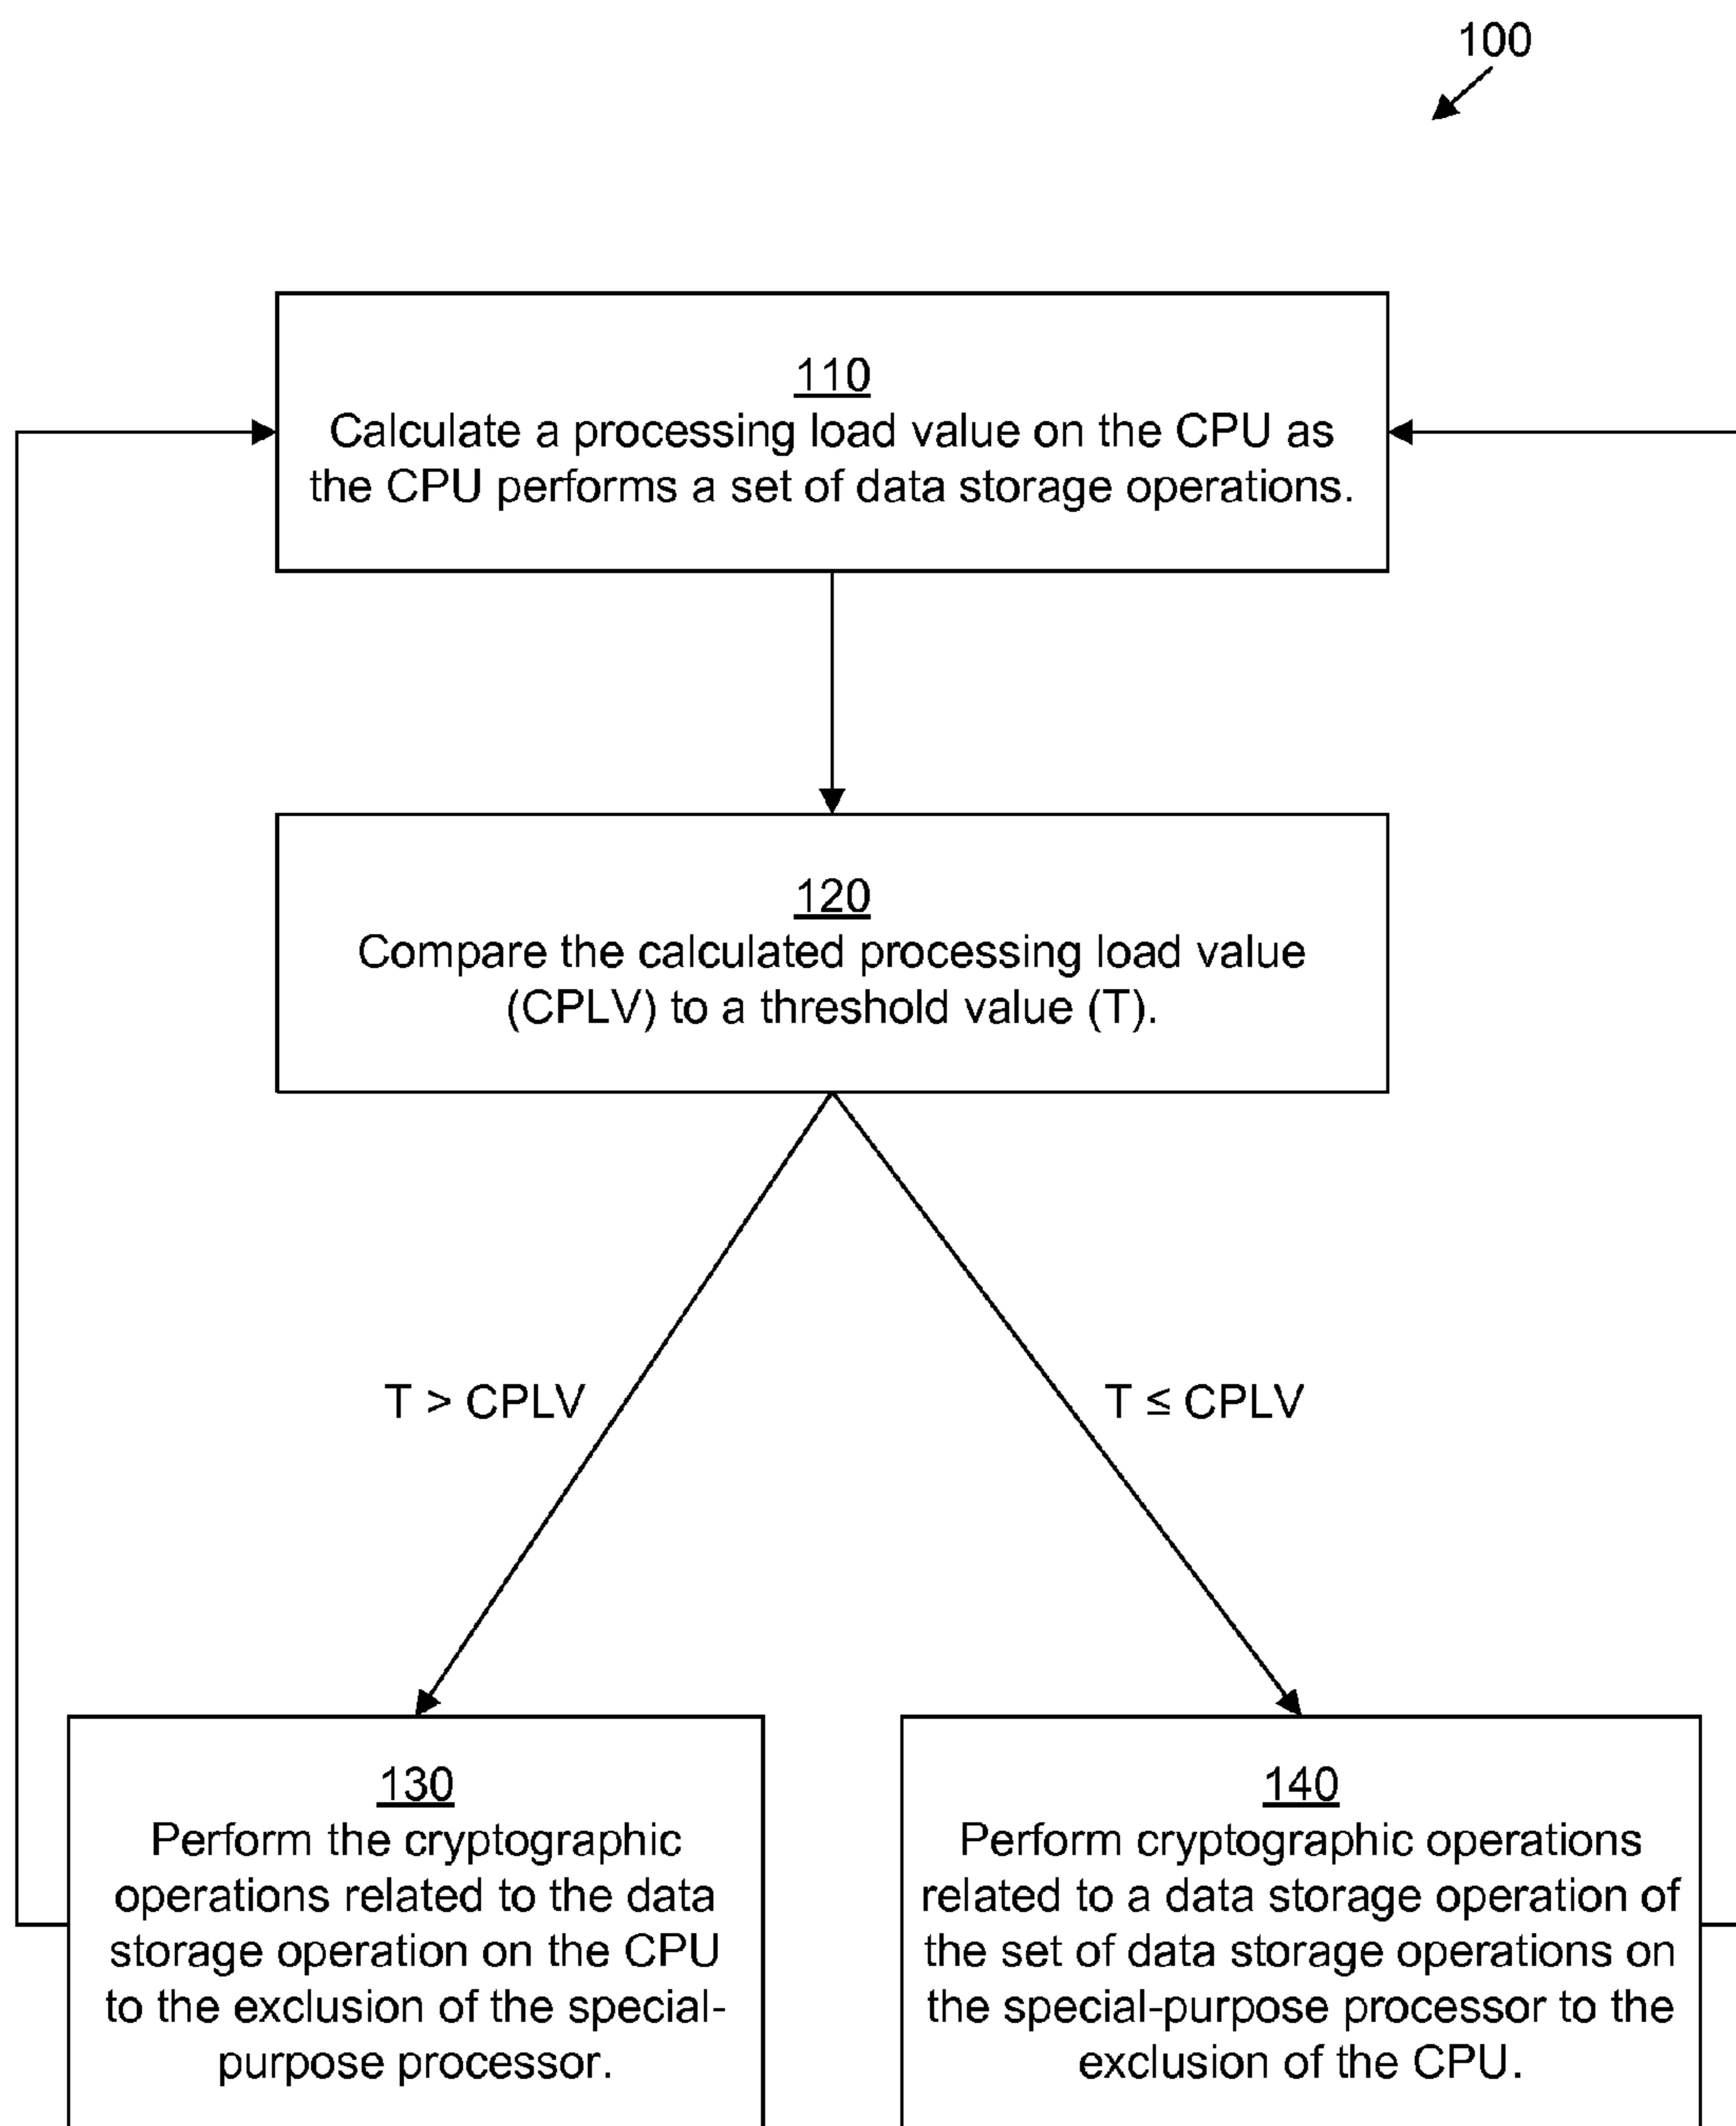 100
110
Calculate a processing load value on the CPU as
the CPU performs a set of data storage operations.
120
Compare the calculated processing load value
(CPLV) to a threshold value (T).
T > CPLV
T ≤ CPLV
130
Perform the cryptographic
operations related to the data
storage operation on the CPU
to the exclusion of the special-
purpose processor.
140
Perform cryptographic operations
related to a data storage operation of
the set of data storage operations on
the special-purpose processor to the
exclusion of the CPU.